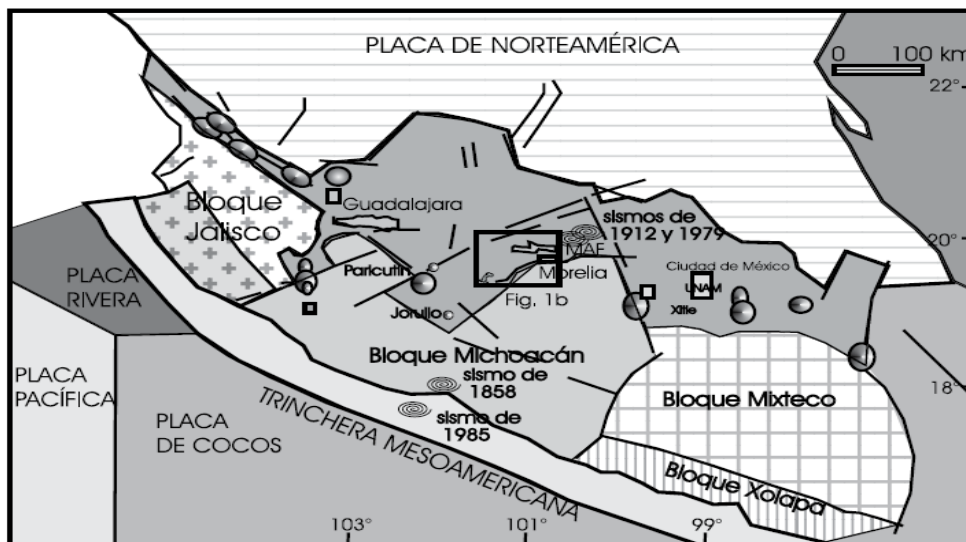 PLACA DE NORTEAMÉRICA
0 100 km
22°
Bloque
Jalisco
Guadalajara
sismos de
1912 y 1979
20°
MAF
Morelia
Fig. 1b
Ciudad de México
UNAM
Xitle
Paricutín
Jorullo
PLACA
RIVERA
PLACA
PACÍFICA
PLACA
DE COCOS
Bloque Michoacán
sismo de
1858
sismo de
1985
18°
Bloque Mixteco
Bloque Xolapa
TRINCHERA MESOAMERICANA
103°
101°
99°